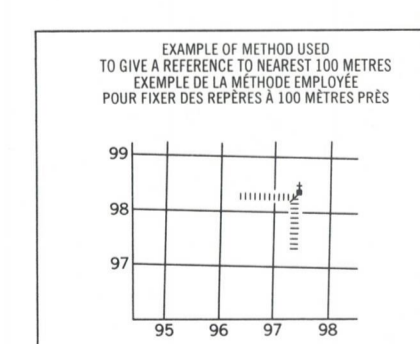 EXAMPLE OF METHOD USED
TO GIVE A REFERENCE TO NEAREST 100 METRES
EXEMPLE DE LA MÉTHODE EMPLOYÉE
POUR FIXER DES REPÈRES À 100 MÈTRES PRÈS
99
98
97
95 96 97 98